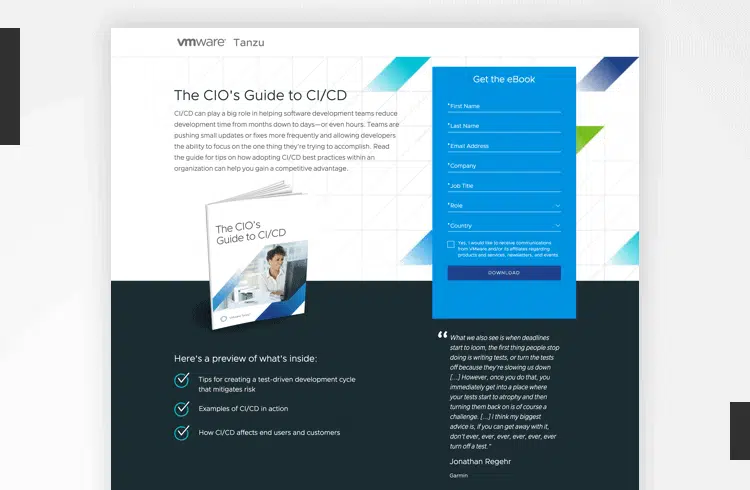 vmware Tanzu
The CIO's Guide to CI/CD
CI/CD can play a big role in helping software development teams reduce
development time from months down to days—or even hours. Teams are
pushing small updates or fixes more frequently and allowing developers
the ability to focus on the one thing they're trying to accomplish. Read
the guide for tips on how adopting CI/CD best practices within an
organization can help you gain a competitive advantage.
The CIO's
Guide to CI/CD
Get the eBook
*First Name
*Last Name
*Email Address
*Company
*Job Title
*Role
*Country
Yes, I would like to receive communications
from VMware and/or its affiliates regarding
products and services, newsletters, and events.
DOWNLOAD
Here's a preview of what's inside:
Tips for creating a test-driven development cycle
that mitigates risk
Examples of CI/CD in action
How CI/CD affects end users and customers
“ What we also see is when deadlines
start to loom, the first thing people stop
doing is writing tests, or turn the tests
off because they're slowing us down
[...] However, once you do that, you
immediately get into a place where
your tests start to atrophy and then
turning them back on is of course a
challenge. [...] I think my biggest
advice is, if you can get away with it,
don't ever, ever, ever, ever, ever, ever
turn off a test."
Jonathan Regehr
Garmin